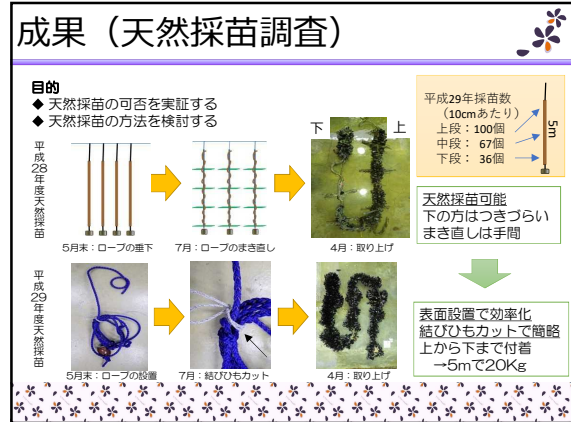 成果（天然採苗調査）
目的
◆ 天然採苗の可否を実証する
◆ 天然採苗の方法を検討する
平成28年度天然採苗
5月末：ロープの垂下
7月：ロープのまき直し
下 上
4月：取り上げ
平成29年採苗数
（10cmあたり）
上段：100個
中段： 67個
下段： 36個
5m
天然採苗可能
下の方はつきづらい
まき直しは手間
平成29年度天然採苗
5月末：ロープの設置
7月：結びひもカット
4月：取り上げ
表面設置で効率化
結びひもカットで簡略
上から下まで付着
→5mで20Kg